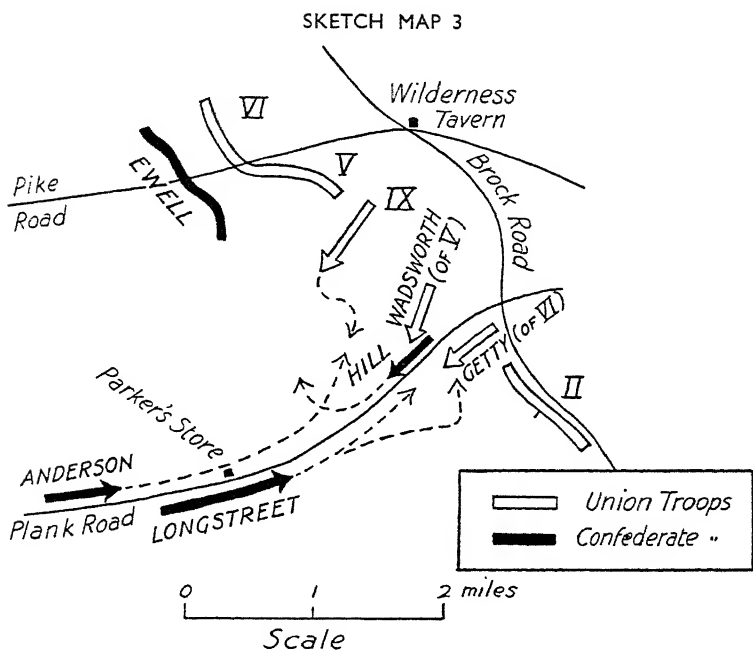 SKETCH MAP 3
VI
Wilderness
Tavern
V
EWELL
Pike
Road
IX
Brock Road
WADSWORTH
(OF V)
HILL
GETTY (OF VI)
II
Parker's Store
ANDERSON
Plank Road
LONGSTREET
Union Troops
Confederate "
0 1 2 miles
Scale